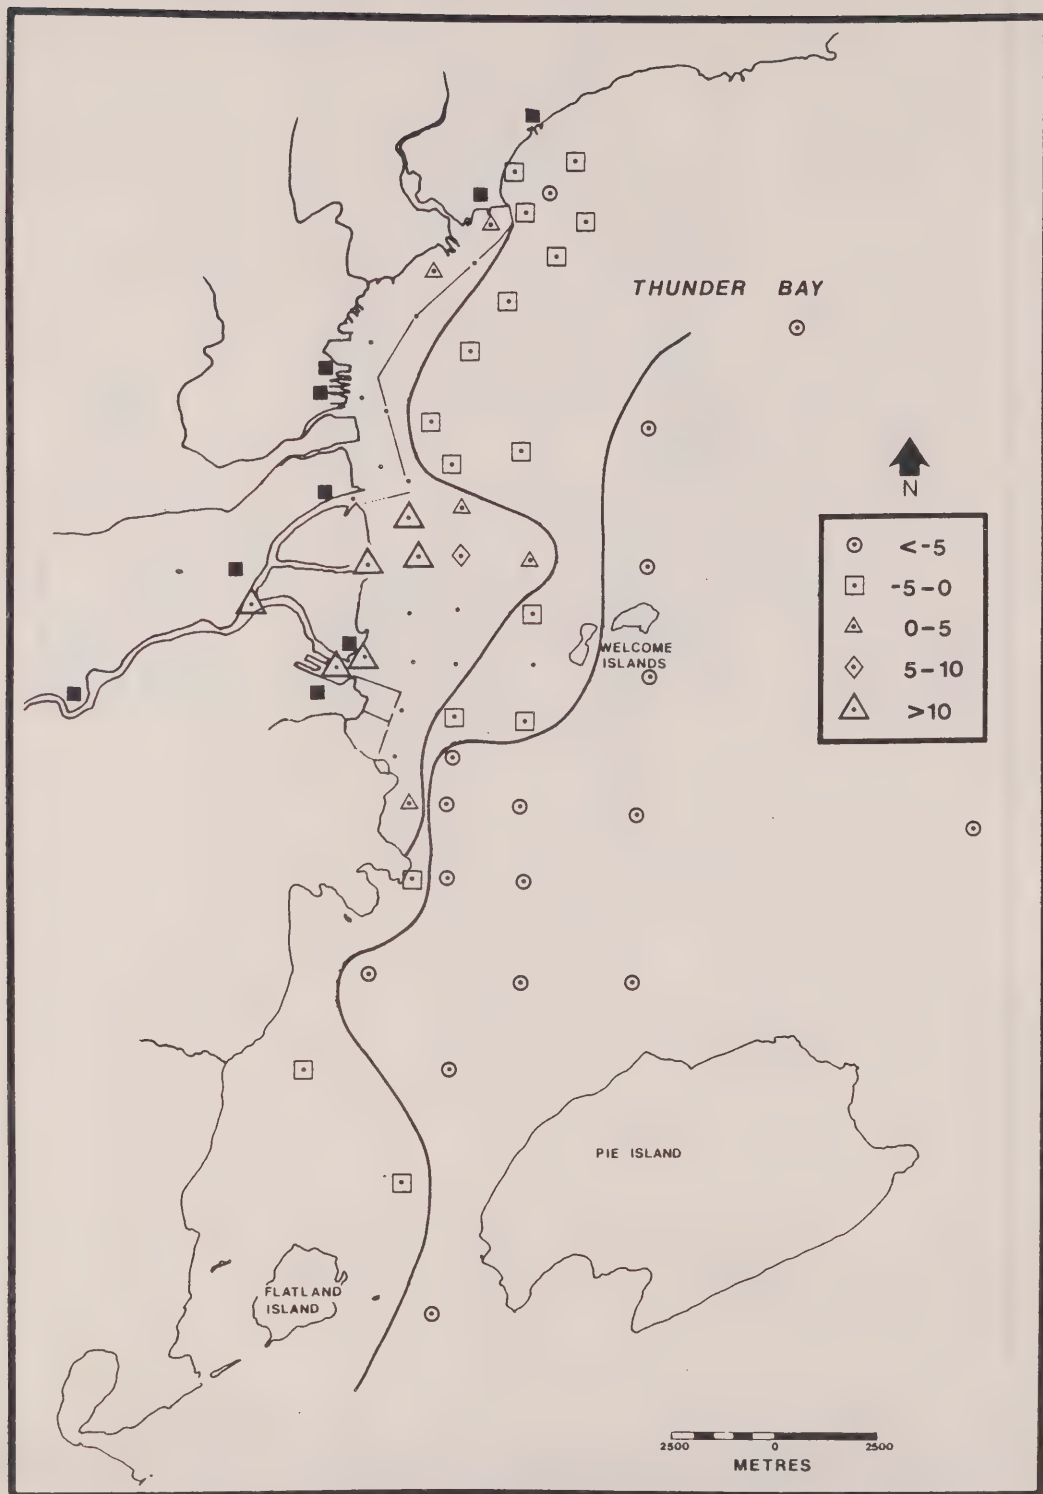 THUNDER BAY
N
<-5
-5-0
0-5
5-10
>10
WELCOME
ISLANDS
PIE ISLAND
FLATLAND
ISLAND
2500 0 2500
METRES